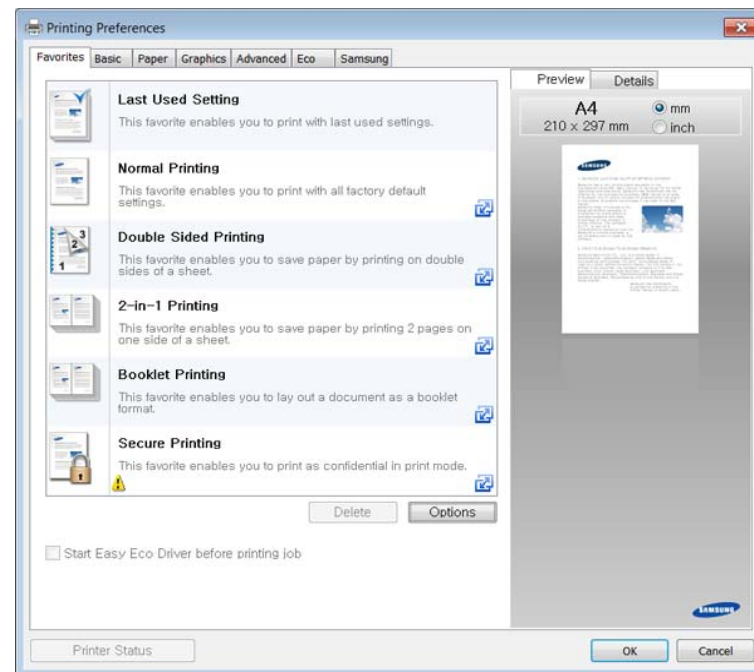 Printing Preferences
Favorites Basic Paper Graphics Advanced Eco Samsung
Last Used Setting
This favorite enables you to print with last used settings.
Normal Printing
This favorite enables you to print with all factory default
settings.
Double Sided Printing
This favorite enables you to save paper by printing on double
sides of a sheet.
2-in-1 Printing
This favorite enables you to save paper by printing 2 pages on
one side of a sheet.
Booklet Printing
This favorite enables you to lay out a document as a booklet
format.
Secure Printing
This favorite enables you to print as confidential in print mode.
Delete Options
Start Easy Eco Driver before printing job
Printer Status
Preview Details
A4
210 x 297 mm
mm
inch
SAMSUNG
SAMSUNG
OK Cancel